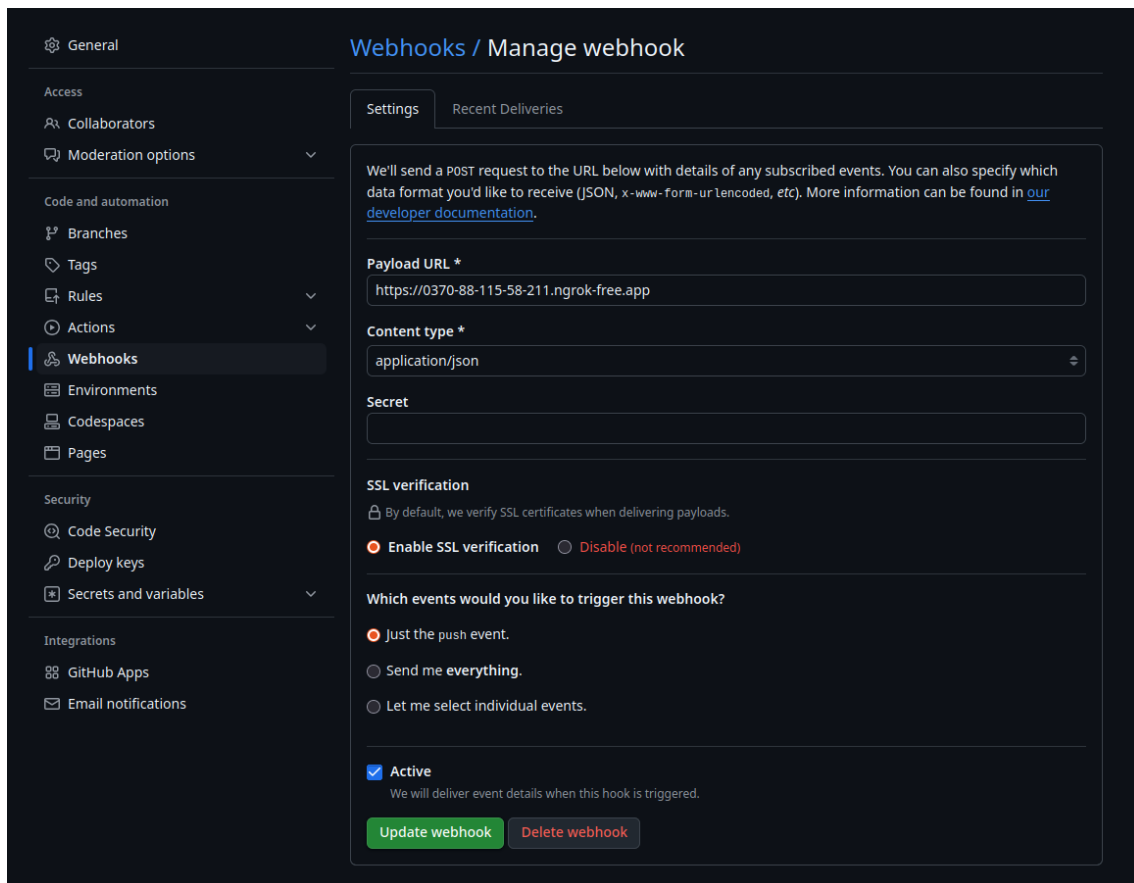 General
Access
Collaborators
Moderation options
Code and automation
Branches
Tags
Rules
Actions
Webhooks
Environments
Codespaces
Pages
Security
Code Security
Deploy keys
Secrets and variables
Integrations
GitHub Apps
Email notifications
Webhooks / Manage webhook
Settings Recent Deliveries
We'll send a POST request to the URL below with details of any subscribed events. You can also specify which
data format you'd like to receive (JSON, x-www-form-urlencoded, etc). More information can be found in our
developer documentation.
Payload URL *
https://0370-88-115-58-211.ngrok-free.app
Content type *
application/json
Secret
SSL verification
By default, we verify SSL certificates when delivering payloads.
Enable SSL verification Disable (not recommended)
Which events would you like to trigger this webhook?
Just the push event.
Send me everything.
Let me select individual events.
Active
We will deliver event details when this hook is triggered.
Update webhook Delete webhook